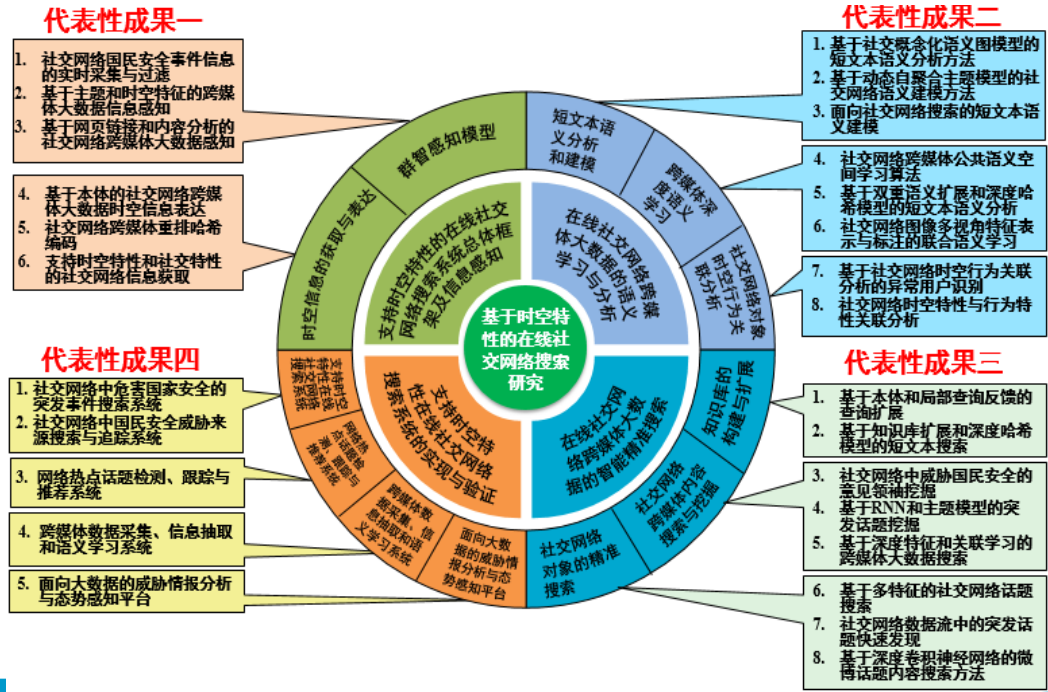 代表性成果一
1. 社交网络国民安全事件信息
的实时采集与过滤
2. 基于主题和时空特征的跨媒
体大数据信息感知
3. 基于网页链接和内容分析的
社交网络跨媒体大数据感知
4. 基于本体的社交网络跨媒
体大数据时空信息表达
5. 社交网络跨媒体重排哈希
编码
6. 支持时空特性和社交特性
的社交网络信息获取
代表性成果二
1. 基于社交概念化语义图模型的
短文本语义分析方法
2. 基于动态自聚合主题模型的社
交网络语义建模方法
3. 面向社交网络搜索的短文本语
义建模
4. 社交网络跨媒体公共语义空
间学习算法
5. 基于双重语义扩展和深度哈
希模型的短文本语义分析
6. 社交网络图像多视角特征表
示与标注的联合语义学习
7. 基于社交网络时空行为关联
分析的异常用户识别
8. 社交网络时空特性与行为特
性关联分析
群智感知模型
时空信息的获取与表达
短文本语
义分析
和建模
跨媒体深
度语义
学习
社交网络对象
时空行为关
联分析
支持时空特性的在线社交
网络搜索系统总体框
架及信息感知
在线社交网络跨媒
体大数据的语义
学习与分析
基于时空特
性的在线社
交网络搜索
研究
支持时空特
性在线社交网络
搜索系统的实现与验证
在线社交网
络跨媒体大数
据的智能精准搜索
支持时空
特性在线
社交网络
搜索系统
网络热
点话题检
测、跟踪与
推荐系统
跨媒体数
据采集、信
息抽取和语
义学习系统
面向大数
据的威胁情
报分析与态
势感知平台
知识库的
构建与扩展
社交网络
跨媒体内容
搜索与挖掘
社交网络
对象的精准
搜索
代表性成果四
1. 社交网络中危害国家安全的
突发事件搜索系统
2. 社交网络中国民安全威胁来
源搜索与追踪系统
3. 网络热点话题检测、跟踪与
推荐系统
4. 跨媒体数据采集、信息抽取
和语义学习系统
5. 面向大数据的威胁情报分析
与态势感知平台
代表性成果三
1. 基于本体和局部查询反馈的
查询扩展
2. 基于知识库扩展和深度哈希
模型的短文本搜索
3. 社交网络中威胁国民安全的
意见领袖挖掘
4. 基于RNN和主题模型的突
发话题挖掘
5. 基于深度特征和关联学习的
跨媒体大数据搜索
6. 基于多特征的社交网络话题
搜索
7. 社交网络数据流中的突发话
题快速发现
8. 基于深度卷积神经网络的微
博话题内容搜索方法